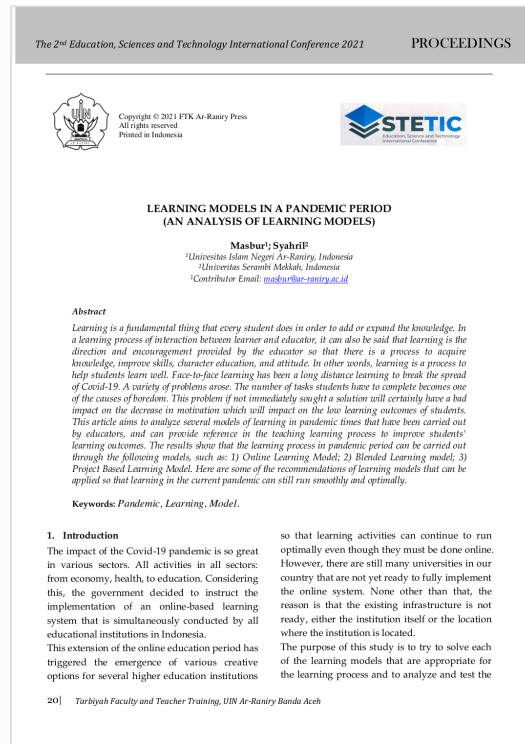 The 2nd Education, Sciences and Technology International Conference 2021
PROCEEDINGS
Copyright © 2021 FTK Ar-Raniry Press
All rights reserved
Printed in Indonesia
STETIC
Education, Science and Technology
International Conference
LEARNING MODELS IN A PANDEMIC PERIOD
(AN ANALYSIS OF LEARNING MODELS)
Masbur1; Syahril2
1Univesitas Islam Negeri Ar-Raniry, Indonesia
2Univeritas Serambi Mekkah, Indonesia
1Contributor Email: masbur@ar-raniry.ac.id
Abstract
Learning is a fundamental thing that every student does in order to add or expand the knowledge. In
a learning process of interaction between learner and educator, it can also be said that learning is the
direction and encouragement provided by the educator so that there is a process to acquire
knowledge, improve skills, character education, and attitude. In other words, learning is a process to
help students learn well. Face-to-face learning has been a long distance learning to break the spread
of Covid-19. A variety of problems arose. The number of tasks students have to complete becomes one
of the causes of boredom. This problem if not immediately sought a solution will certainly have a bad
impact on the decrease in motivation which will impact on the low learning outcomes of students.
This article aims to analyze several models of learning in pandemic times that have been carried out
by educators, and can provide reference in the teaching learning process to improve students'
learning outcomes. The results show that the learning process in pandemic period can be carried out
through the following models, such as: 1) Online Learning Model; 2) Blended Learning model; 3)
Project Based Learning Model. Here are some of the recommendations of learning models that can be
applied so that learning in the current pandemic can still run smoothly and optimally.
Keywords: Pandemic, Learning, Model.
1. Introduction
The impact of the Covid-19 pandemic is so great
in various sectors. All activities in all sectors:
from economy, health, to education. Considering
this, the government decided to instruct the
implementation of an online-based learning
system that is simultaneously conducted by all
educational institutions in Indonesia.
This extension of the online education period has
triggered the emergence of various creative
options for several higher education institutions
so that learning activities can continue to run
optimally even though they must be done online.
However, there are still many universities in our
country that are not yet ready to fully implement
the online system. None other than that, the
reason is that the existing infrastructure is not
ready, either the institution itself or the location
where the institution is located.
The purpose of this study is to try to solve each
of the learning models that are appropriate for
the learning process and to analyze and test the
20| Tarbiyah Faculty and Teacher Training, UIN Ar-Raniry Banda Aceh